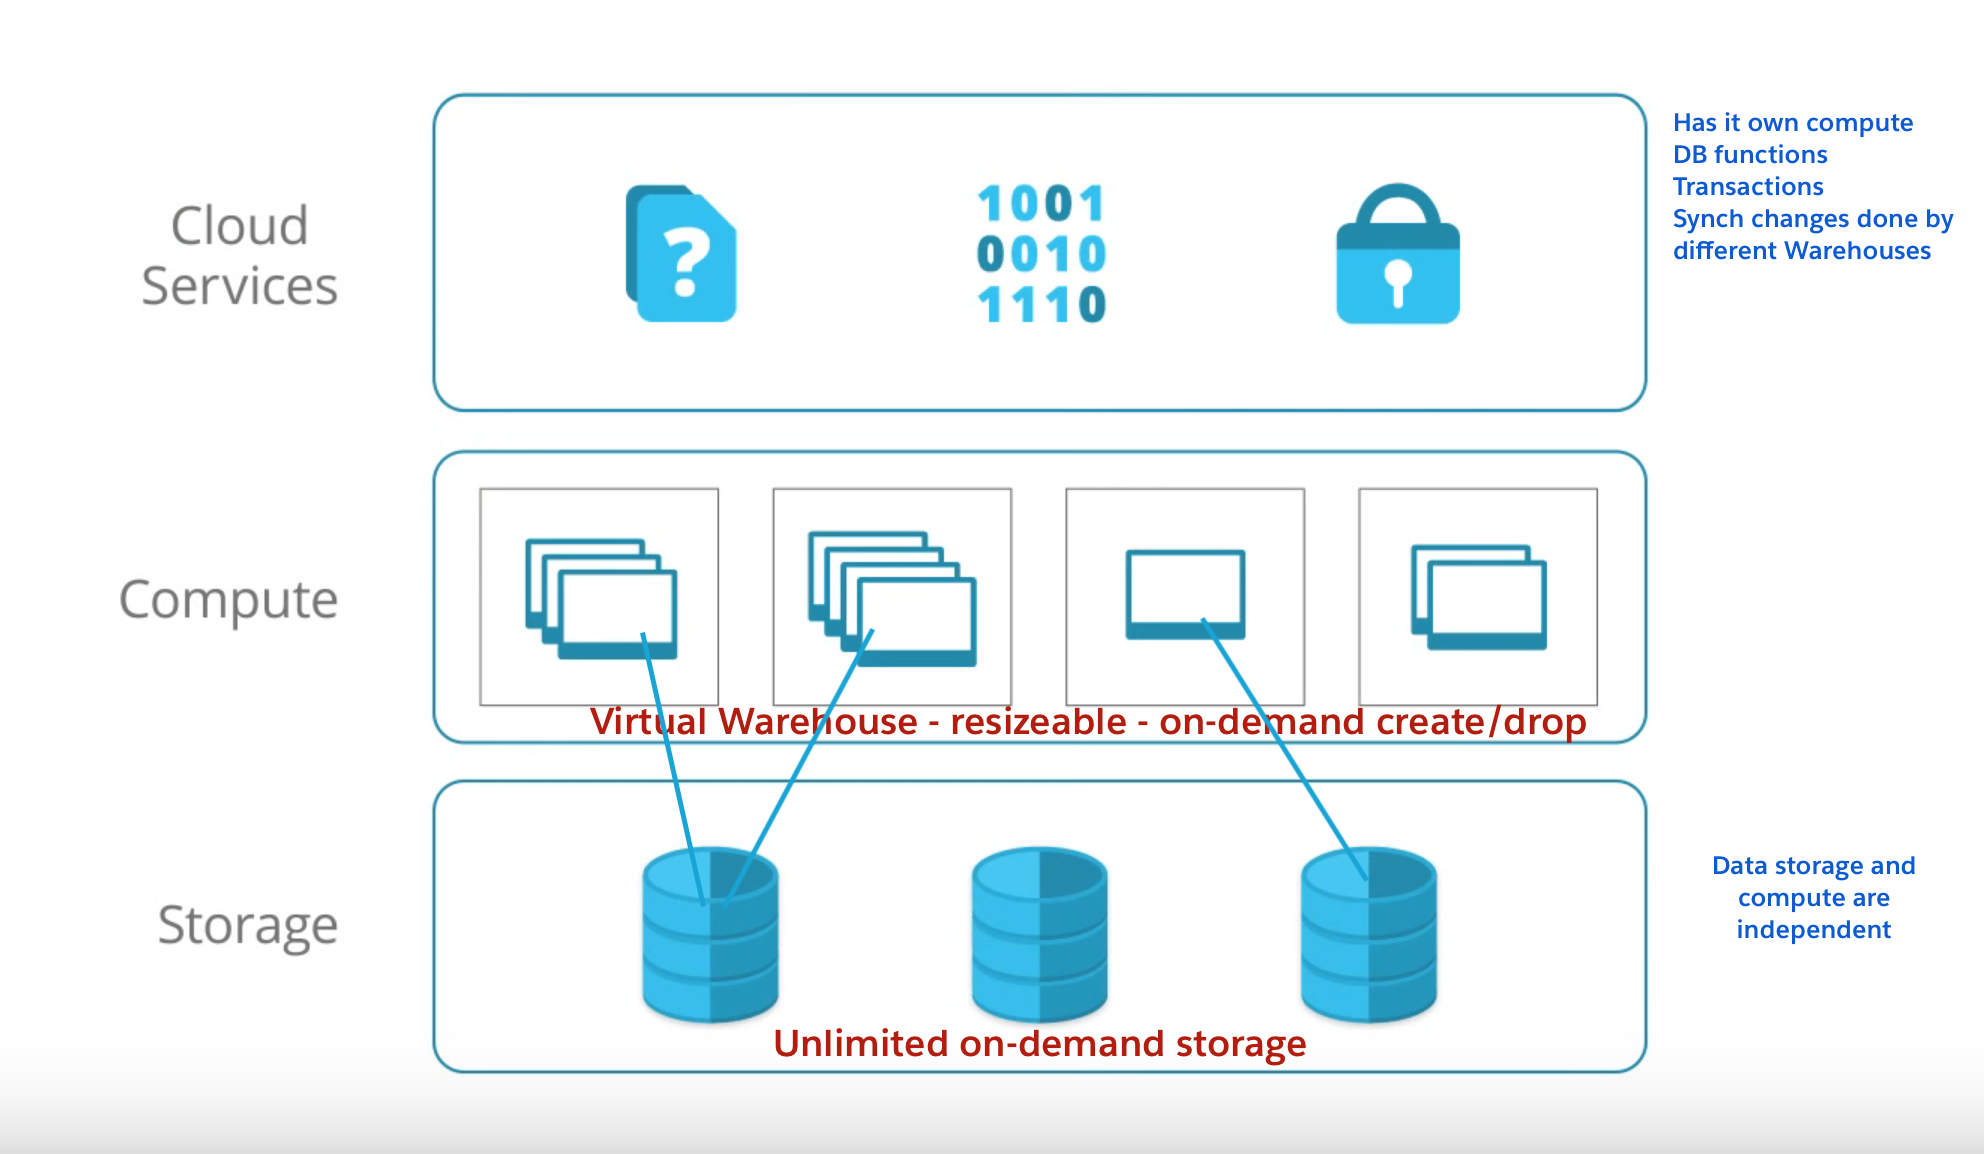 Cloud
Services
?
1001
0010
1110
Has it own compute
DB functions
Transactions
Synch changes done by
different Warehouses
Compute
Virtual Warehouse - resizeable - on-demand create/drop
Storage
Data storage and
compute are
independent
Unlimited on-demand storage